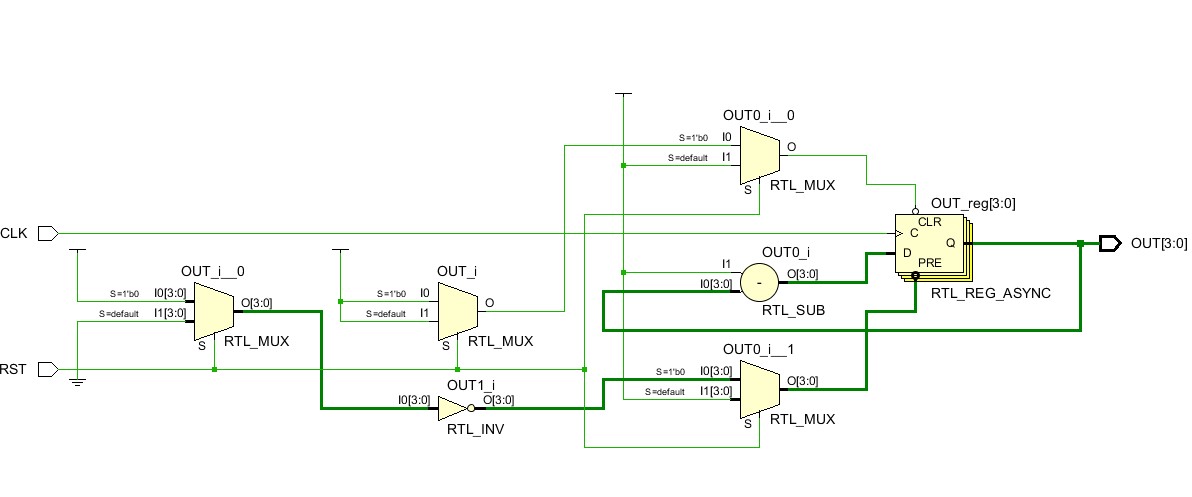 OUT0_i__0
S=1'b0 I0
S=default I1
O
S
RTL_MUX
CLK
OUT_reg[3:0]
CLR
C
D
Q
PRE
RTL_REG_ASYNC
OUT[3:0]
OUT0_i
I1
I0[3:0]
-
O[3:0]
RTL_SUB
OUT_i__0
S=1'b0 I0[3:0]
S=default I1[3:0]
O[3:0]
S
RTL_MUX
OUT_i
S=1'b0 I0
S=default I1
O
S
RTL_MUX
RST
OUT0_i__1
S=1'b0 I0[3:0]
S=default I1[3:0]
O[3:0]
S
RTL_MUX
OUT1_i
I0[3:0]
O[3:0]
RTL_INV